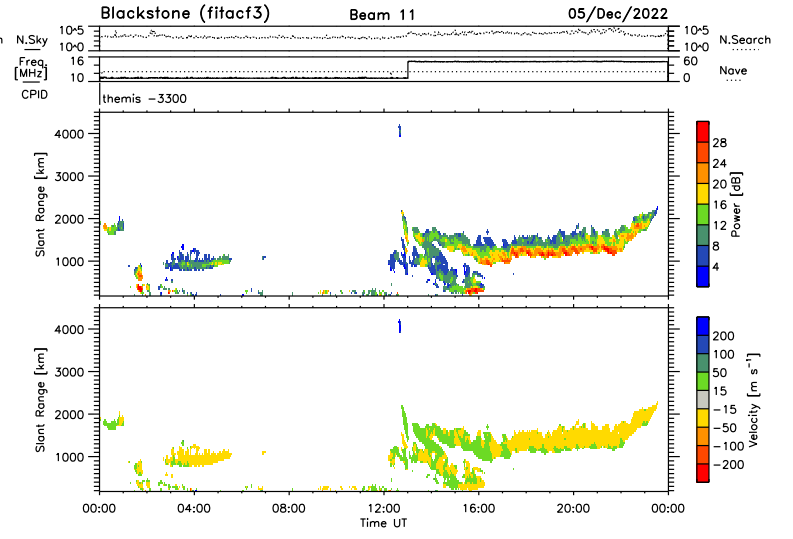 Blackstone (fitacf3) Beam 11 05/Dec/2022
n N.Sky 10^5 10^0 10^5 10^0 N.Search
Freq. [MHz] 16 10 60 0 Nave
CPID themis -3300
Slant Range [km]
4000
3000
2000
1000
28
24
20
16
12
8
4
Power [dB]
Slant Range [km]
4000
3000
2000
1000
200
100
50
15
-15
-50
-100
-200
Velocity [m s⁻¹]
00:00 04:00 08:00 12:00 16:00 20:00 00:00
Time UT